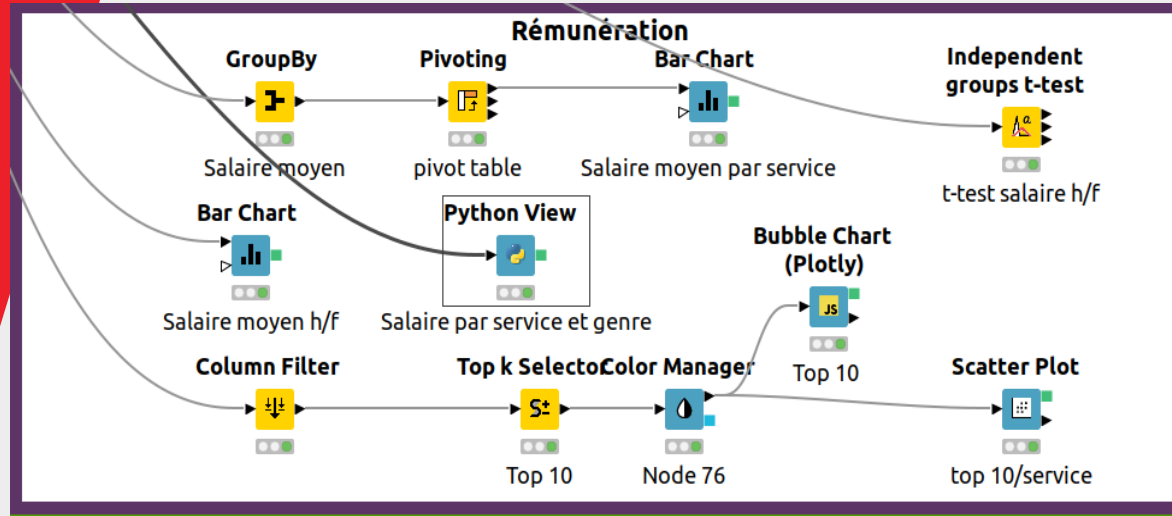 Rémunération
GroupBy
Pivoting
Bar Chart
Independent
groups t-test
Salaire moyen
pivot table
Salaire moyen par service
t-test salaire h/f
Bar Chart
Python View
Bubble Chart
(Plotly)
JS
Salaire moyen h/f
Salaire par service et genre
Top 10
Column Filter
Top k Selector
Color Manager
Scatter Plot
S±
Top 10
Node 76
top 10/service